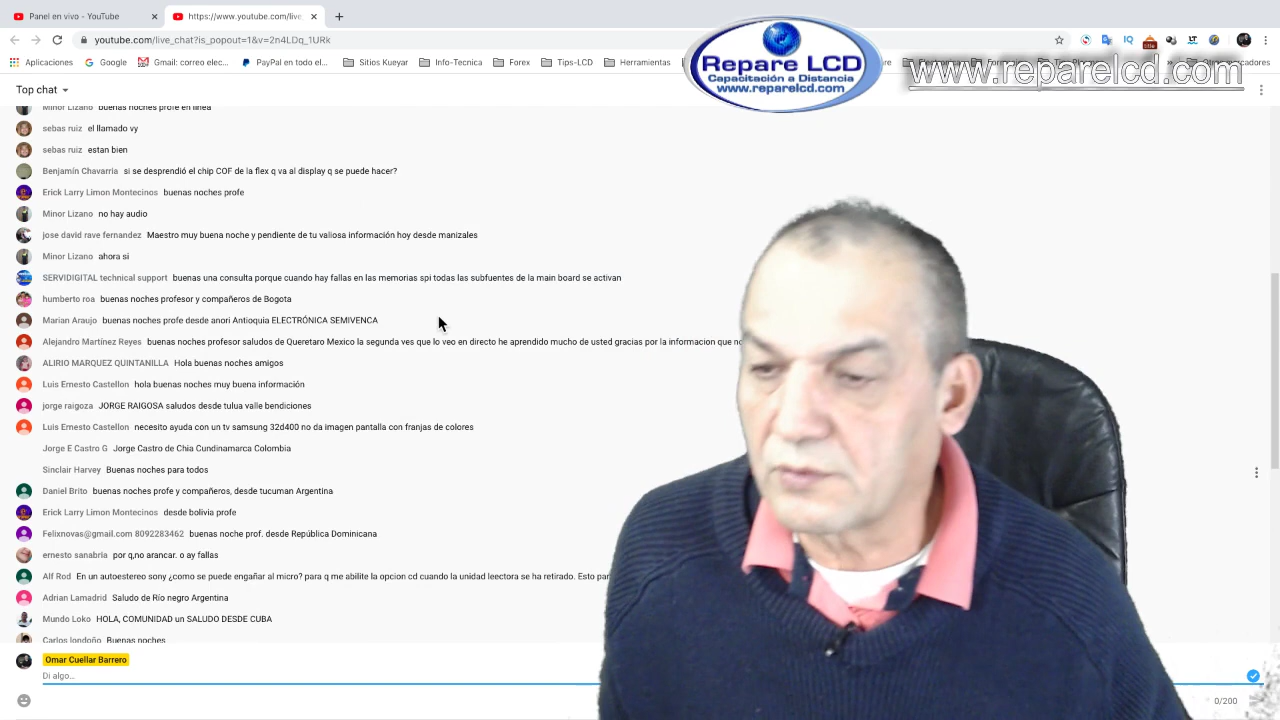 Panel en vivo - YouTube
https://www.youtube.com/live_
youtube.com/live_chat?is_popout=1&v=2n4LDq_1URk
Aplicaciones
Google
Gmail: correo elec...
PayPal en todo el...
Sitios Kueyar
Info-Tecnica
Forex
Tips-LCD
Herramientas
Repare LCD
Capacitación a Distancia
www.reparelcd.com
www.reparelcd.com
Top chat
Minor Lizano buenas noches profe en linea
sebas ruiz el llamado vy
sebas ruiz estan bien
Benjamín Chavarria si se desprendió el chip COF de la flex q va al display q se puede hacer?
Erick Larry Limon Montecinos buenas noches profe
Minor Lizano no hay audio
jose david rave fernandez Maestro muy buena noche y pendiente de tu valiosa información hoy desde manizales
Minor Lizano ahora si
SERVIDIGITAL technical support buenas una consulta porque cuando hay fallas en las memorias spi todas las subfuentes de la main board se activan
humberto roa buenas noches profesor y compañeros de Bogota
Marian Araujo buenas noches profe desde anori Antioquia ELECTRÓNICA SEMIVENCA
Alejandro Martínez Reyes buenas noches profesor saludos de Queretaro Mexico la segunda ves que lo veo en directo he aprendido mucho de usted gracias por la informacion que
ALIRIO MARQUEZ QUINTANILLA Hola buenas noches amigos
Luis Ernesto Castellon hola buenas noches muy buena información
jorge raigoza JORGE RAIGOSA saludos desde tulua valle bendiciones
Luis Ernesto Castellon necesito ayuda con un tv samsung 32d400 no da imagen pantalla con franjas de colores
Jorge E Castro G Jorge Castro de Chia Cundinamarca Colombia
Sinclair Harvey Buenas noches para todos
Daniel Brito buenas noches profe y compañeros, desde tucuman Argentina
Erick Larry Limon Montecinos desde bolivia profe
Felixnovas@gmail.com 8092283462 buenas noche prof. desde República Dominicana
ernesto sanabria por q,no arancar. o ay fallas
Alf Rod En un autoestereo sony ¿como se puede engañar al micro? para q me abilite la opcion cd cuando la unidad leectora se ha retirado. Esto
Adrian Lamadrid Saludo de Río negro Argentina
Mundo Loko HOLA, COMUNIDAD un SALUDO DESDE CUBA
Carlos londoño Buenas noches
Omar Cuellar Barrero
Di algo...
0/200